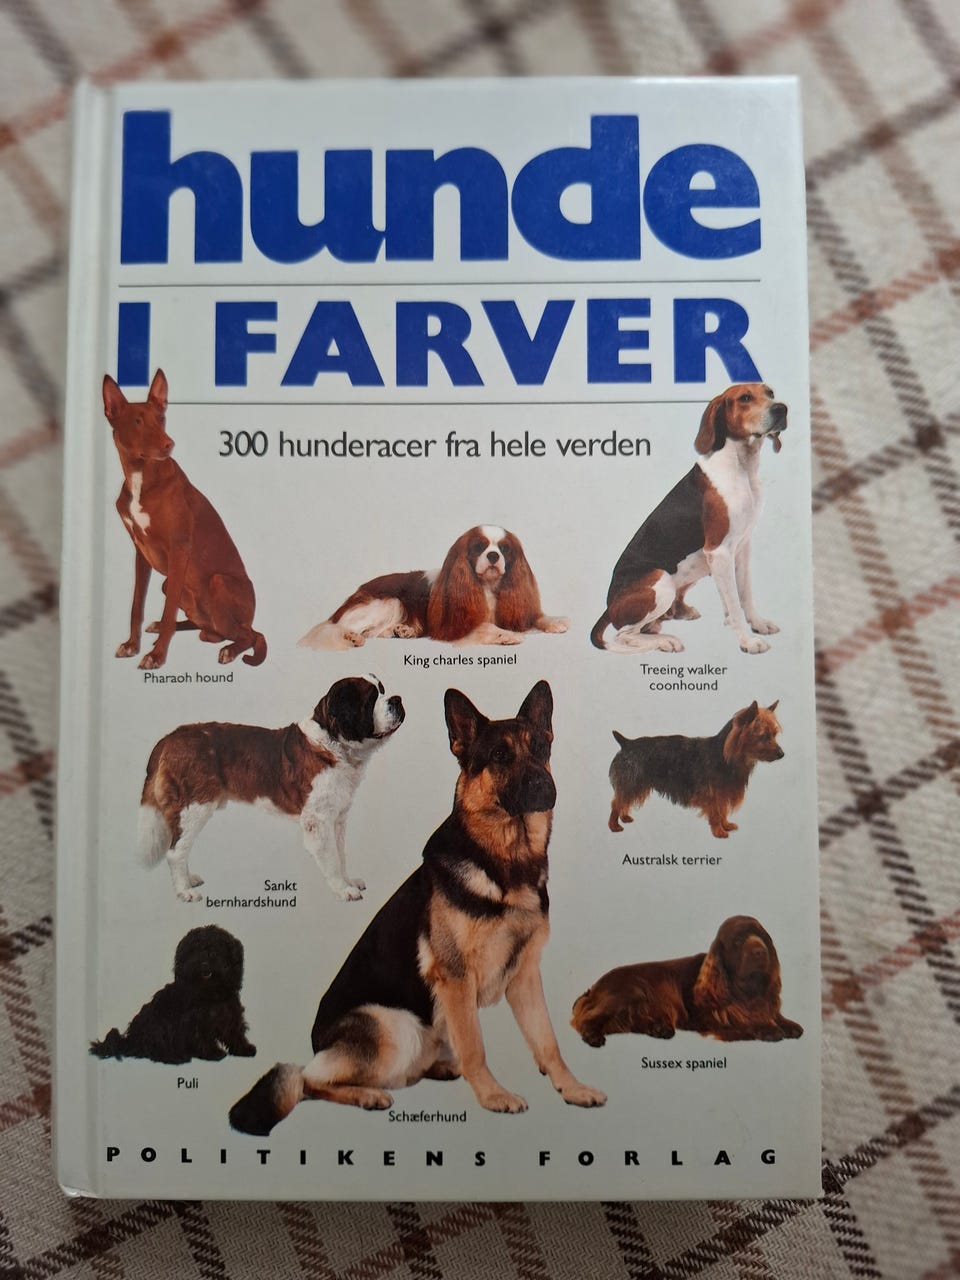 hunde
I FARVER
300 hunderacer fra hele verden
Pharaoh hound
King charles spaniel
Treeing walker
coonhound
Sankt
bernhardshund
Australsk terrier
Puli
Schæferhund
Sussex spaniel
POLITIKENS FORLAG